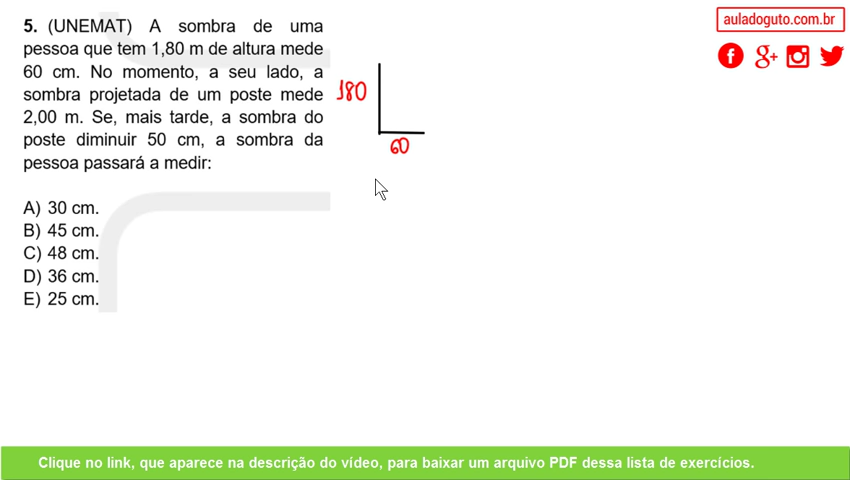 auladoguto.com.br
5. (UNEMAT) A sombra de uma
pessoa que tem 1,80 m de altura mede
60 cm. No momento, a seu lado, a
sombra projetada de um poste mede
2,00 m. Se, mais tarde, a sombra do
poste diminuir 50 cm, a sombra da
pessoa passará a medir:
180
60
A) 30 cm.
B) 45 cm.
C) 48 cm.
D) 36 cm.
E) 25 cm.
Clique no link, que aparece na descrição do vídeo, para baixar um arquivo PDF dessa lista de exercícios.